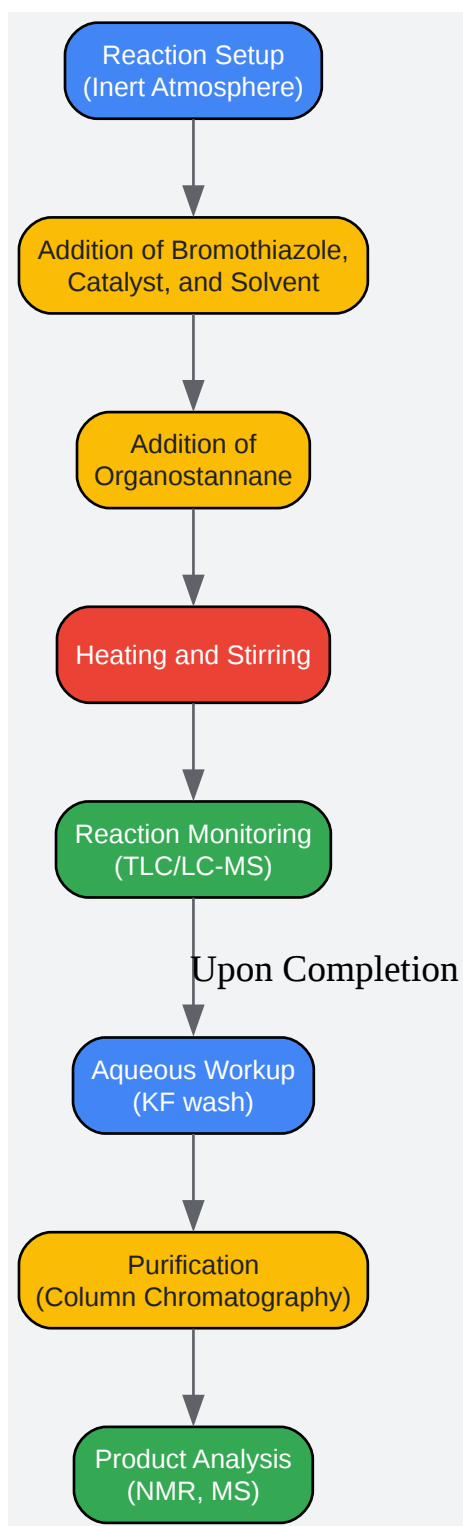 Reaction Setup
(Inert Atmosphere)
Addition of Bromothiazole,
Catalyst, and Solvent
Addition of
Organostannane
Heating and Stirring
Reaction Monitoring
(TLC/LC-MS)
Upon Completion
Aqueous Workup
(KF wash)
Purification
(Column Chromatography)
Product Analysis
(NMR, MS)